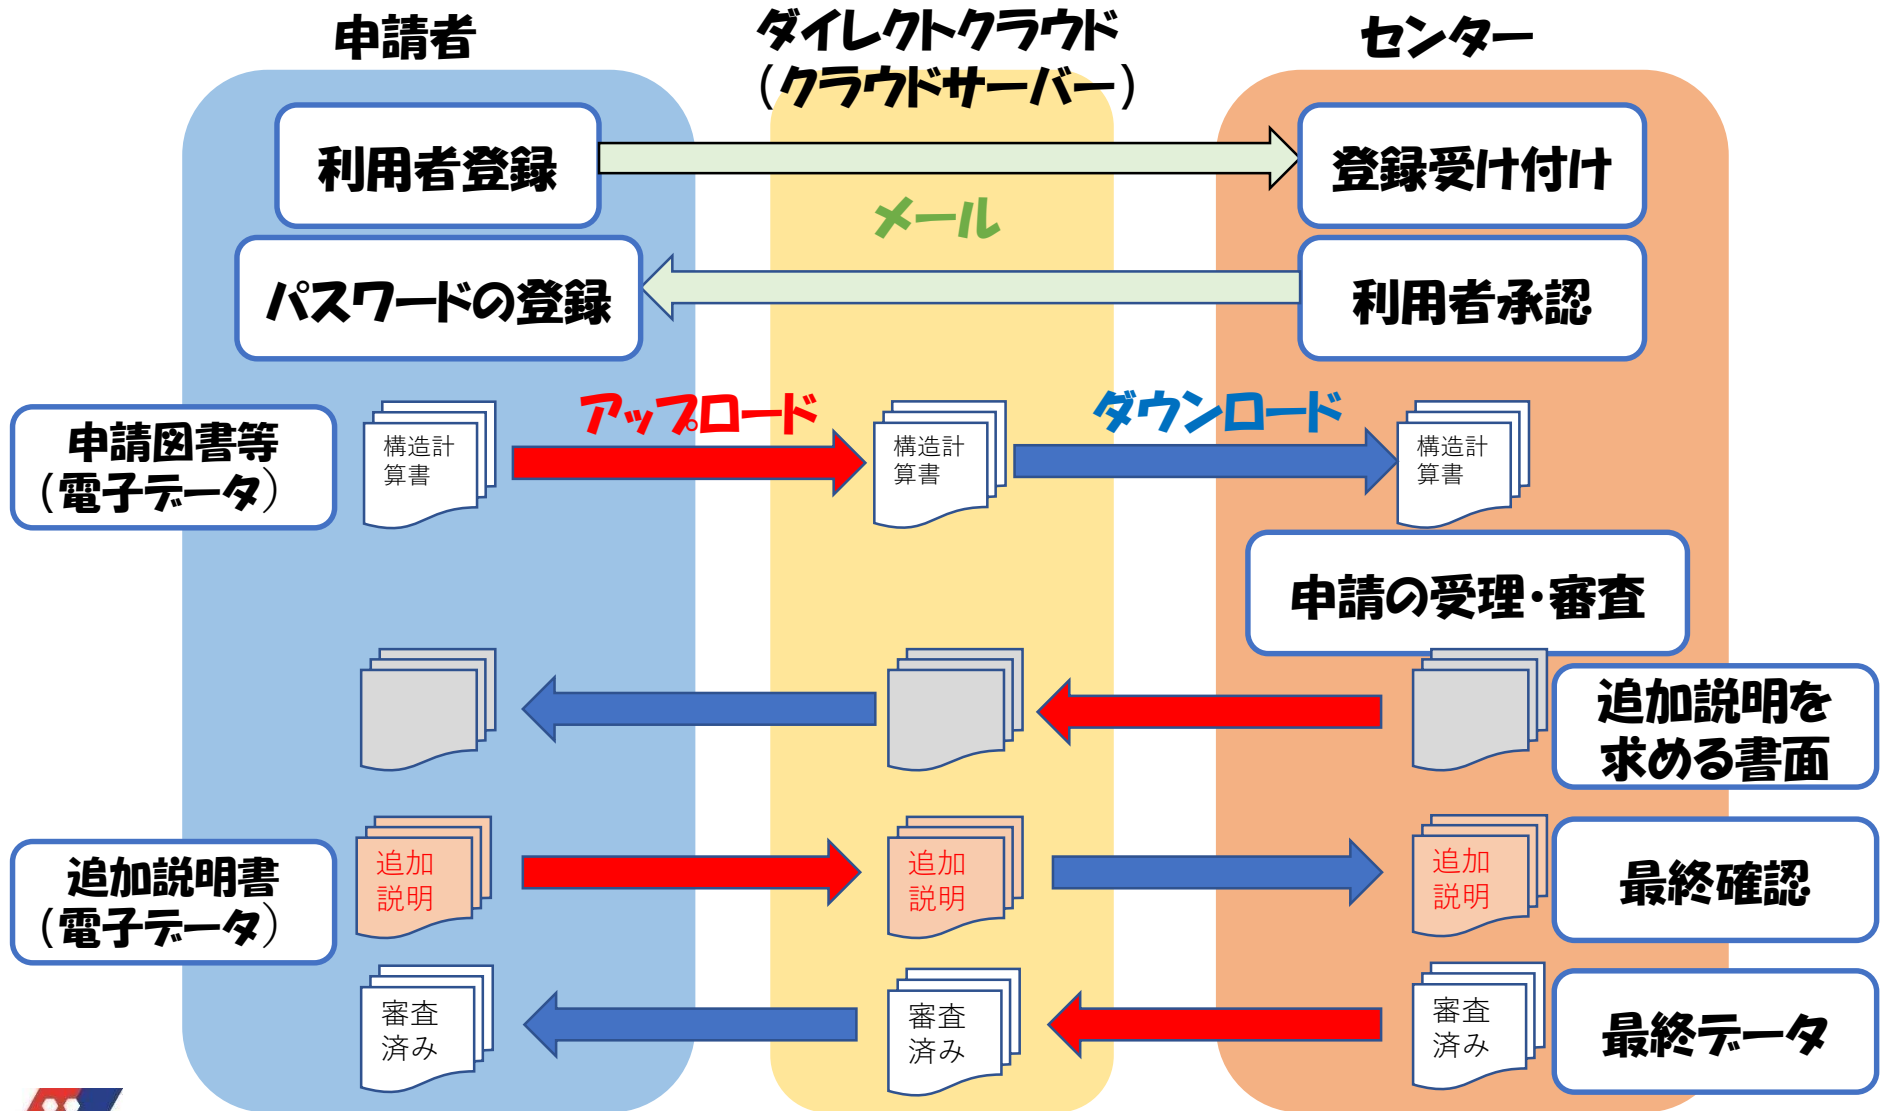 申請者
ダイレクトクラウド
（クラウドサーバー）
センター
利用者登録
登録受け付け
メール
パスワードの登録
利用者承認
申請図書等
（電子データ）
構造計
算書
アップロード
構造計
算書
ダウンロード
構造計
算書
申請の受理・審査
追加説明を
求める書面
追加説明書
（電子データ）
追加
説明
追加
説明
追加
説明
最終確認
審査
済み
審査
済み
審査
済み
最終データ